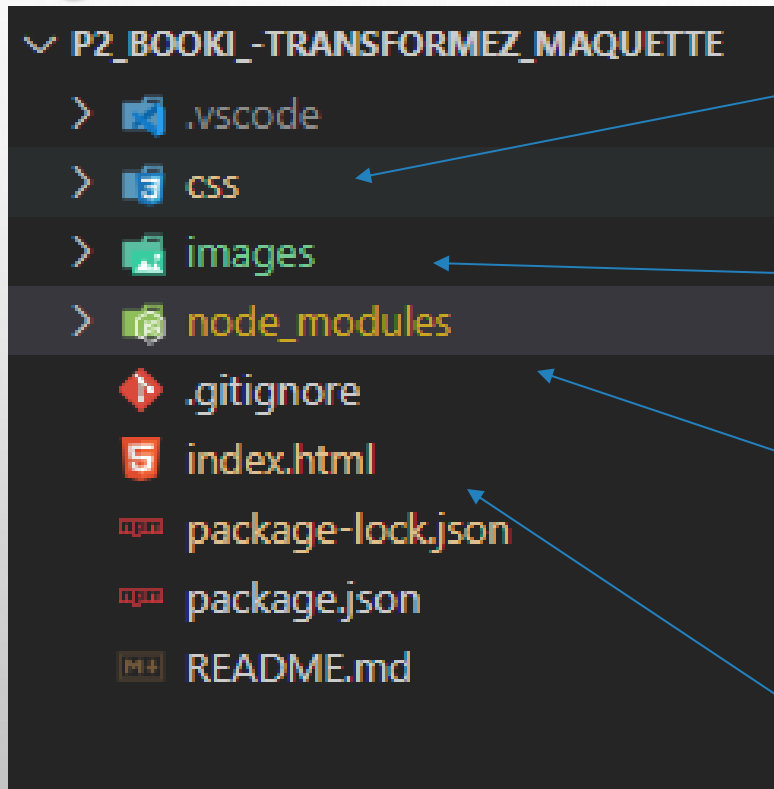 P2_BOOKI_-TRANSFORMEZ_MAQUETTE
.vscode
css
images
node_modules
.gitignore
index.html
package-lock.json
package.json
README.md